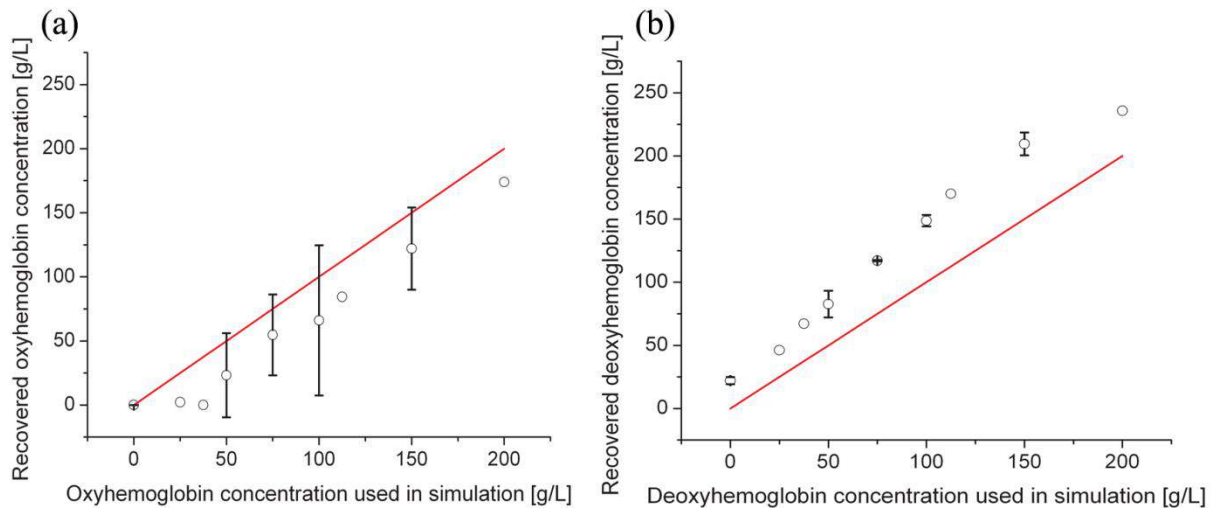 (a)
Recovered oxyhemoglobin concentration [g/L]
250
200
150
100
50
0
0 50 100 150 200
Oxyhemoglobin concentration used in simulation [g/L]
(b)
Recovered deoxyhemoglobin concentration [g/L]
250
200
150
100
50
0
0 50 100 150 200
Deoxyhemoglobin concentration used in simulation [g/L]